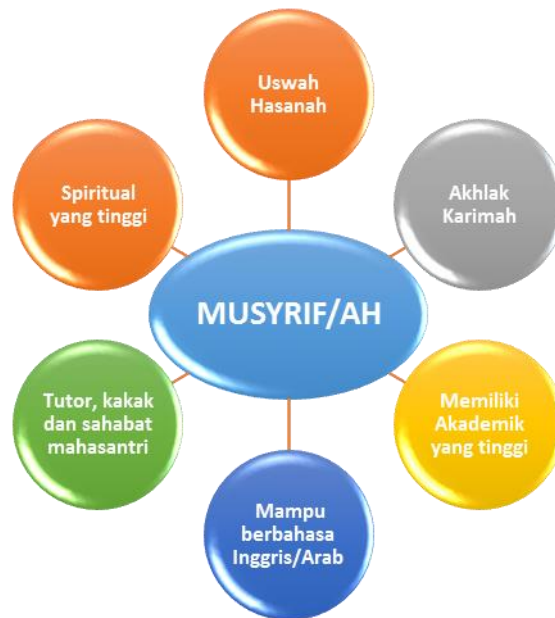 Uswah
Hasanah
Spiritual
yang tinggi
Akhlak
Karimah
MUSYRIF/AH
Tutor, kakak
dan sahabat
mahasantri
Memiliki
Akademik
yang tinggi
Mampu
berbahasa
Inggris/Arab